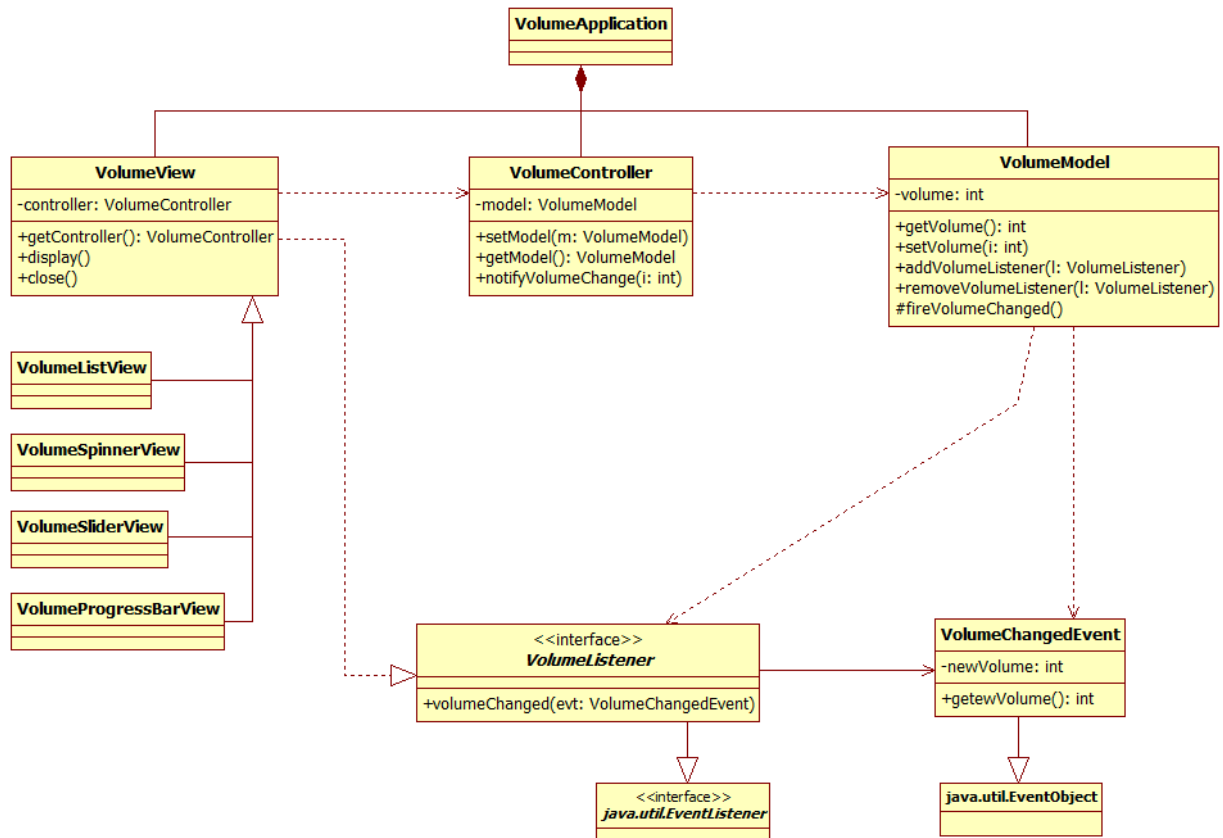 VolumeApplication
VolumeView
-controller: VolumeController
+getController(): VolumeController
+display()
+close()
VolumeController
-model: VolumeModel
+setModel(m: VolumeModel)
+getModel(): VolumeModel
+notifyVolumeChange(i: int)
VolumeModel
-volume: int
+getVolume(): int
+setVolume(i: int)
+addVolumeListener(l: VolumeListener)
+removeVolumeListener(l: VolumeListener)
#fireVolumeChanged()
VolumeListView
VolumeSpinnerView
VolumeSliderView
VolumeProgressBarView
<<interface>>
VolumeListener
+volumeChanged(evt: VolumeChangedEvent)
VolumeChangedEvent
-newVolume: int
+getewVolume(): int
<<interface>>
java.util.EventListener
java.util.EventObject